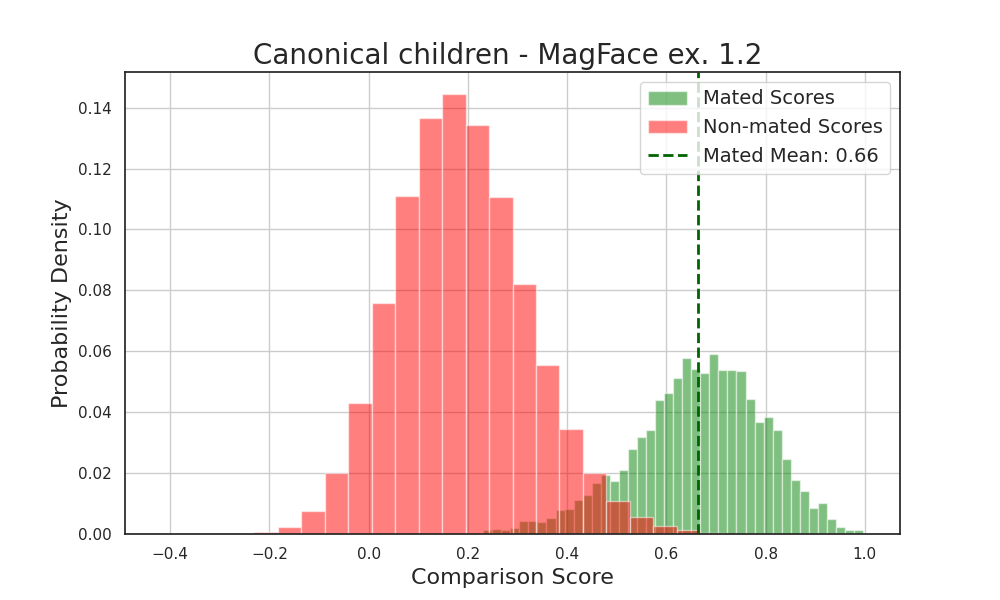 Canonical children - MagFace ex. 1.2
Mated Scores
Non-mated Scores
Mated Mean: 0.66
Probability Density
0.14
0.12
0.10
0.08
0.06
0.04
0.02
0.00
−0.4 −0.2 0.0 0.2 0.4 0.6 0.8 1.0
Comparison Score